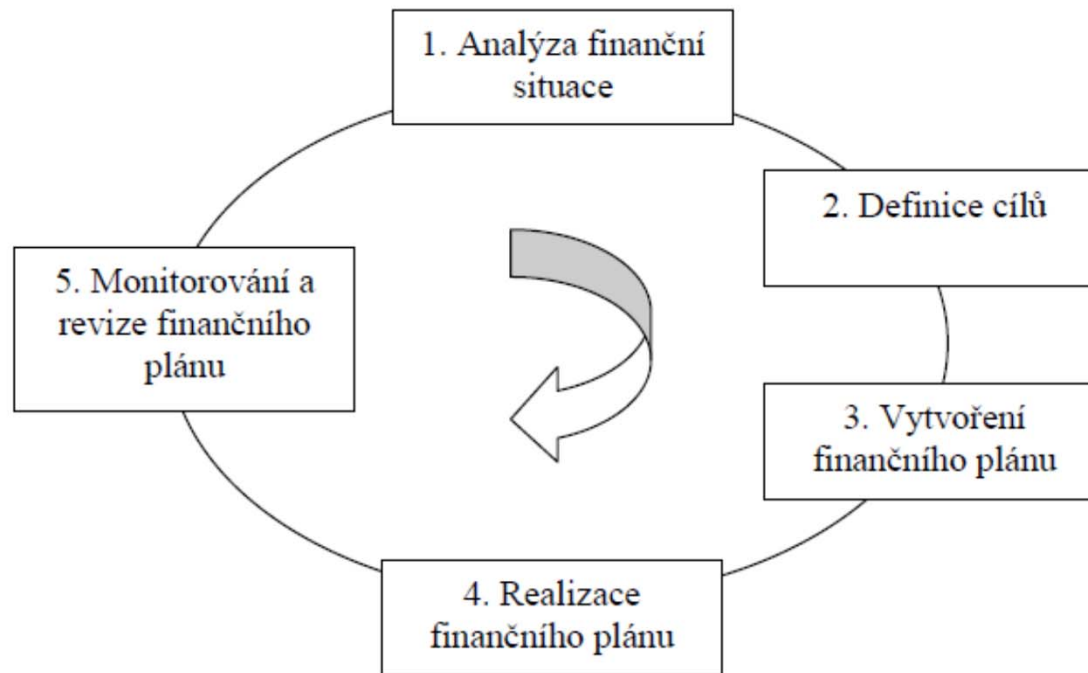 1. Analýza finanční
situace
2. Definice cílů
3. Vytvoření
finančního plánu
4. Realizace
finančního plánu
5. Monitorování a
revize finančního
plánu